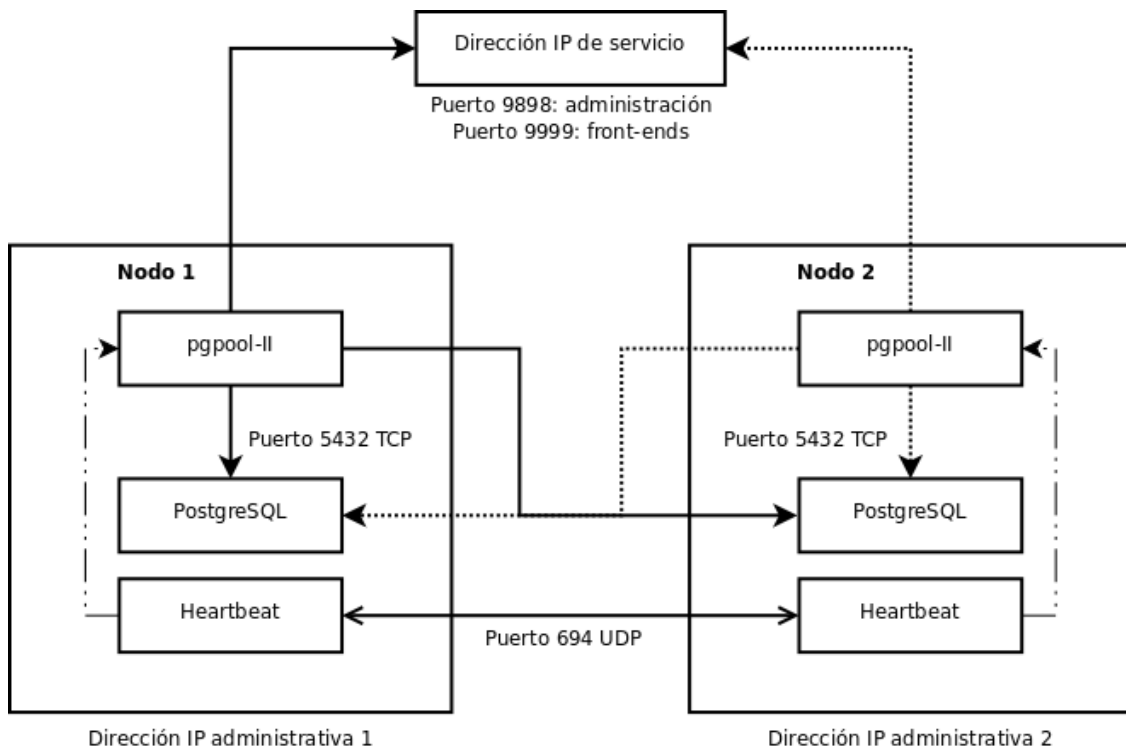 Dirección IP de servicio
Puerto 9898: administración
Puerto 9999: front-ends
Nodo 1
Nodo 2
pgpool-II
pgpool-II
Puerto 5432 TCP
Puerto 5432 TCP
PostgreSQL
PostgreSQL
Heartbeat
Heartbeat
Puerto 694 UDP
Dirección IP administrativa 1
Dirección IP administrativa 2